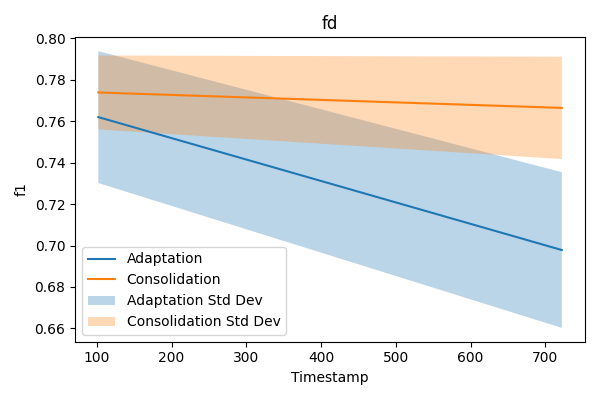 fd
0.80
0.78
0.76
0.74
0.72
0.70
0.68
0.66
f1
Adaptation
Consolidation
Adaptation Std Dev
Consolidation Std Dev
100 200 300 400 500 600 700
Timestamp